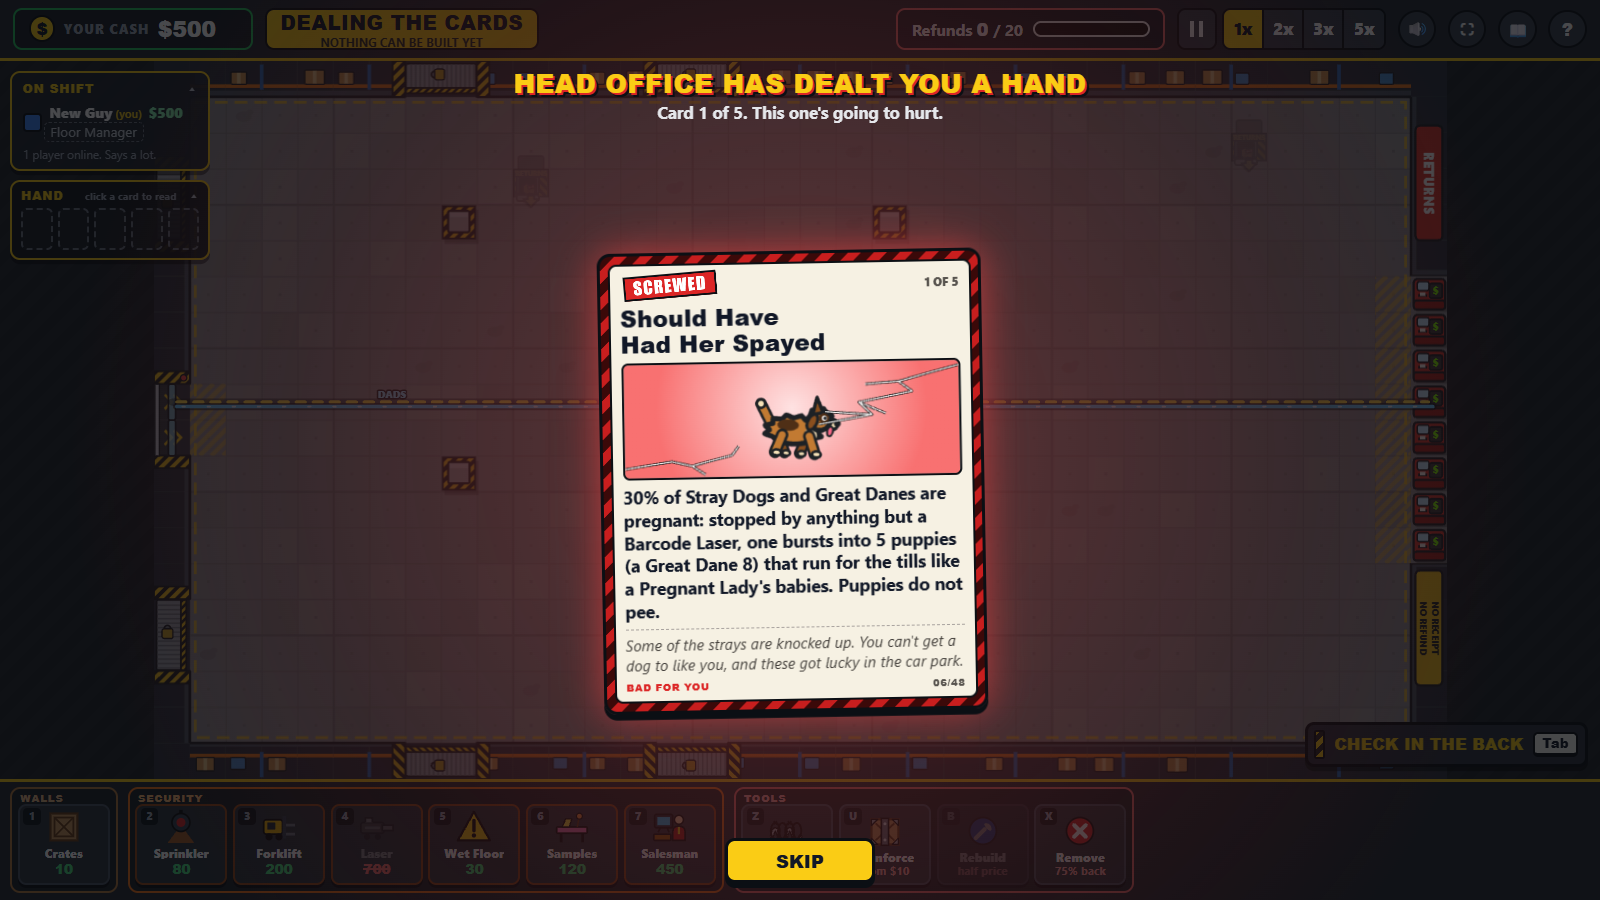 YOUR CASH $500
DEALING THE CARDS
NOTHING CAN BE BUILT YET
Refunds 0 / 20
1x
2x
3x
5x
?
ON SHIFT
New Guy (you) $500
Floor Manager
1 player online. Says a lot.
HAND click a card to read
HEAD OFFICE HAS DEALT YOU A HAND
Card 1 of 5. This one's going to hurt.
SCREWED
1 OF 5
Should Have
Had Her Spayed
30% of Stray Dogs and Great Danes are
pregnant: stopped by anything but a
Barcode Laser, one bursts into 5 puppies
(a Great Dane 8) that run for the tills like
a Pregnant Lady's babies. Puppies do not
pee.
Some of the strays are knocked up. You can't get a
dog to like you, and these got lucky in the car park.
BAD FOR YOU
06/48
DADS
RETURNS
NO RECEIPT
NO REFUND
CHECK IN THE BACK Tab
WALLS
1
Crates
10
SECURITY
2
Sprinkler
80
3
Forklift
200
4
Laser
700
5
Wet Floor
30
6
Samples
120
7
Salesman
450
TOOLS
Z
U
B
Rebuild
half price
X
Remove
75% back
SKIP